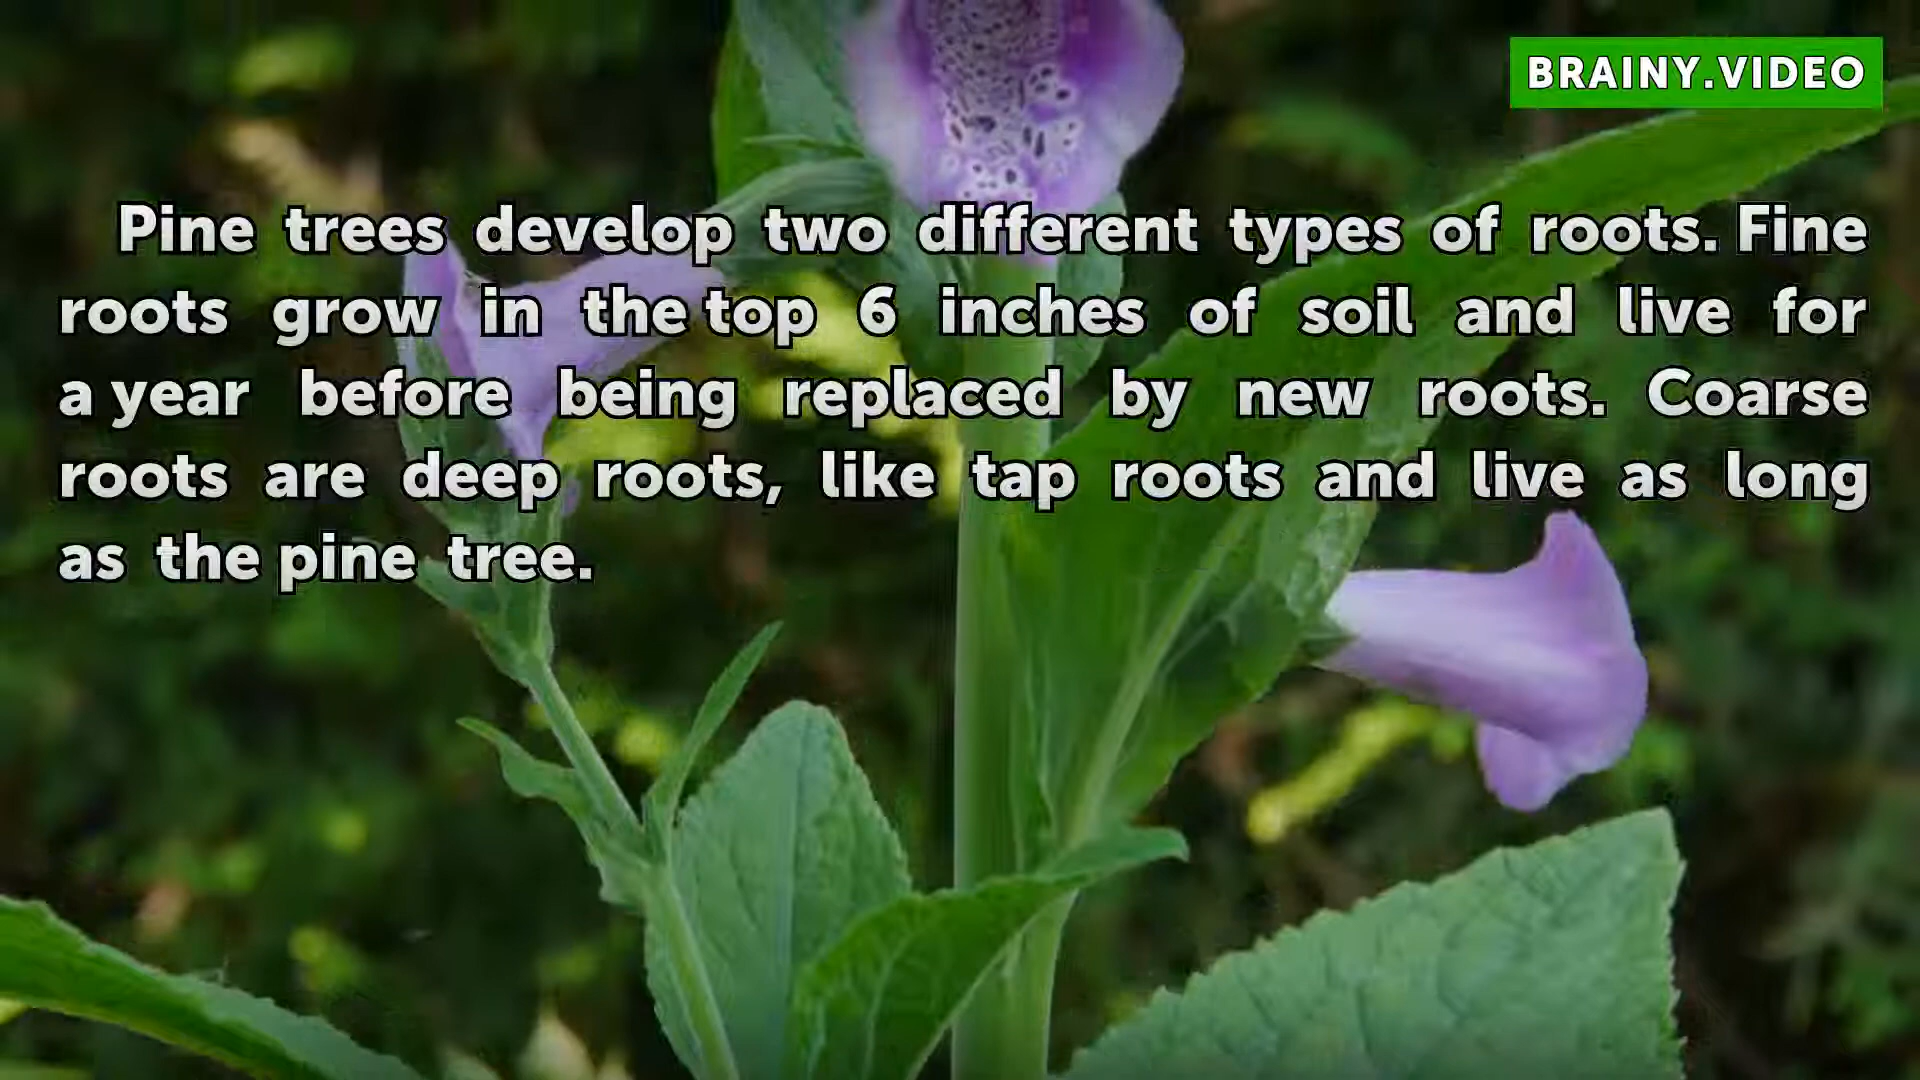 BRAINY.VIDEO
Pine trees develop two different types of roots. Fine
roots grow in the top 6 inches of soil and live for
a year before being replaced by new roots. Coarse
roots are deep roots, like tap roots and live as long
as the pine tree.